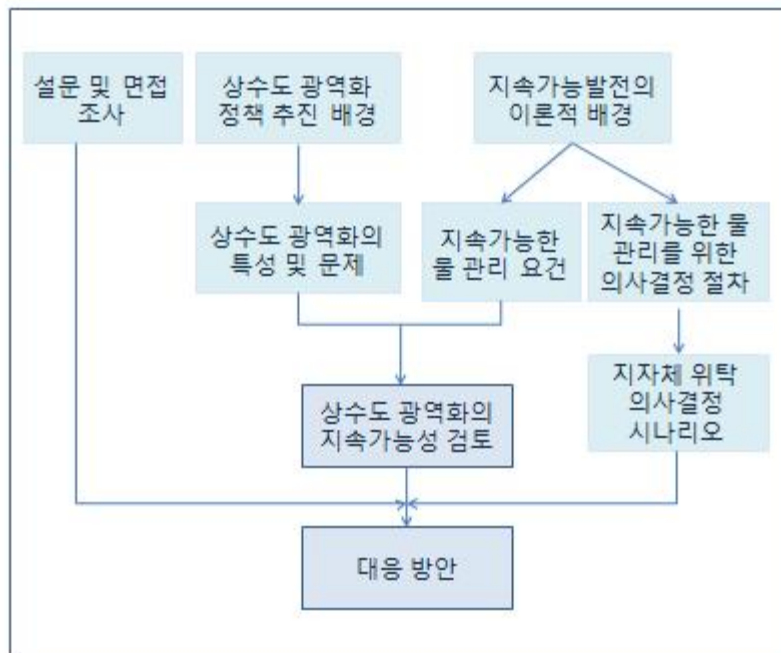 설문 및 면접
조사
상수도 광역화
정책 추진 배경
지속가능발전의
이론적 배경
상수도 광역화의
특성 및 문제
지속가능한
물 관리 요건
지속가능한 물
관리를 위한
의사결정 절차
지자체 위탁
의사결정
시나리오
상수도 광역화의
지속가능성 검토
대응 방안